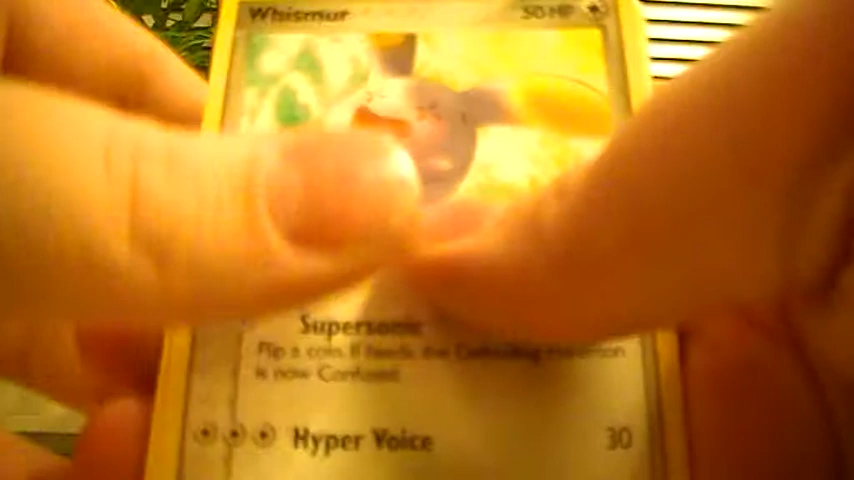 Whismur 50 HP
Supersonic
Flip a coin. If heads, the Defending Pokémon
is now Confused.
Hyper Voice 30